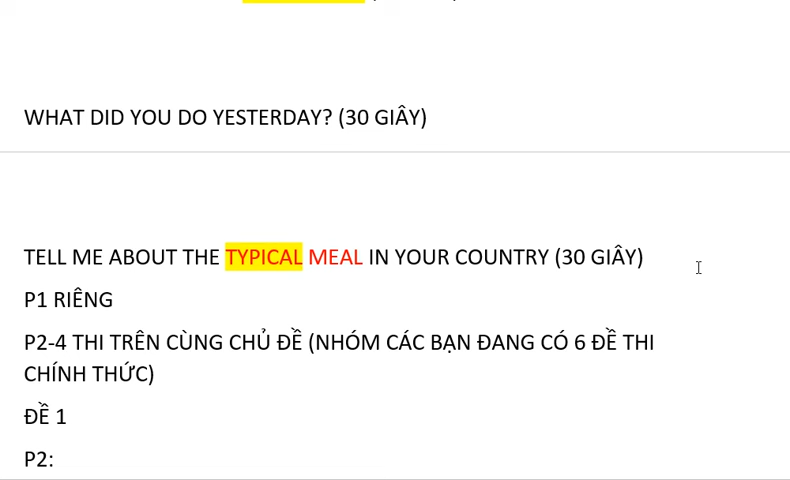 WHAT DID YOU DO YESTERDAY? (30 GIÂY)
TELL ME ABOUT THE TYPICAL MEAL IN YOUR COUNTRY (30 GIÂY)
P1 RIÊNG
P2-4 THI TRÊN CÙNG CHỦ ĐỀ (NHÓM CÁC BẠN ĐANG CÓ 6 ĐỀ THI
CHÍNH THỨC)
ĐỀ 1
P2: